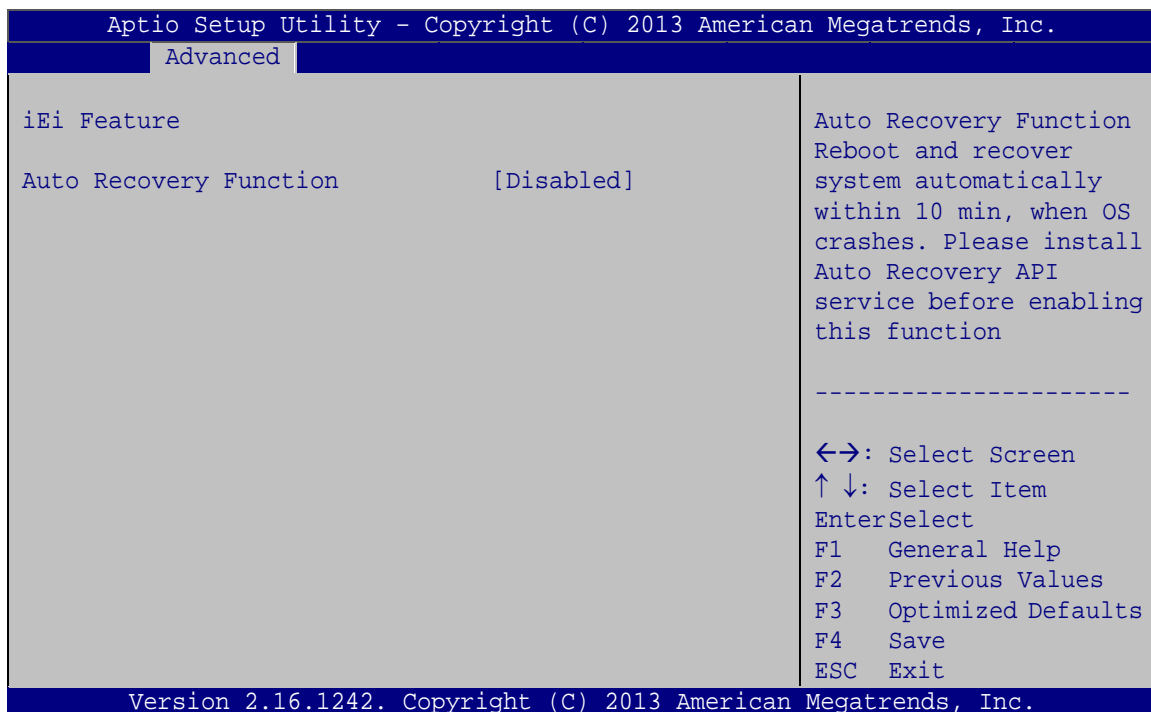 Aptio Setup Utility – Copyright (C) 2013 American Megatrends, Inc.
Advanced
iEi Feature
Auto Recovery Function [Disabled]
Auto Recovery Function
Reboot and recover
system automatically
within 10 min, when OS
crashes. Please install
Auto Recovery API
service before enabling
this function
----------------------
←→: Select Screen
↑ ↓: Select Item
EnterSelect
F1 General Help
F2 Previous Values
F3 Optimized Defaults
F4 Save
ESC Exit
Version 2.16.1242. Copyright (C) 2013 American Megatrends, Inc.